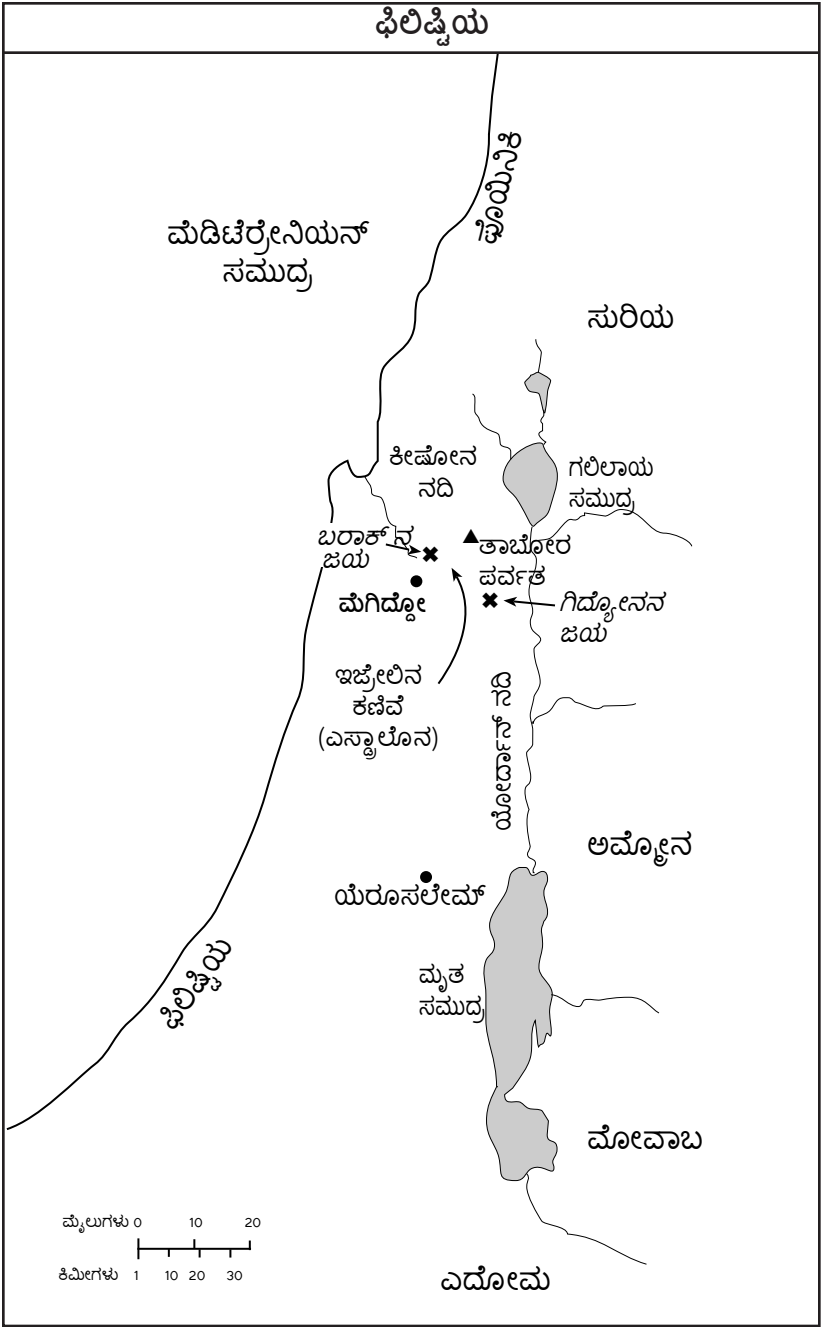 ಫಿಲಿಷ್ಟಿಯ
ಫೊಯಿನಿಕೆ
ಮೆಡಿಟೆರ್ರೇನಿಯನ್
ಸಮುದ್ರ
ಸುರಿಯ
ಕೀಷೋನ
ನದಿ
ಗಲಿಲಾಯ
ಸಮುದ್ರ
ಬರಾಕ್ ನ
ಜಯ
ತಾಬೋರ
ಪರ್ವತ
ಮೆಗಿದ್ದೋ
ಗಿದ್ಯೋನನ
ಜಯ
ಇಜ್ರೇಲಿನ
ಕಣಿವೆ
(ಎಸ್ಡ್ರಾಲೊನ)
ಯೋರ್ದಾನ್ ನದಿ
ಅಮ್ಮೋನ
ಯೆರೂಸಲೇಮ್
ಫಿಲಿಷ್ಟಿಯ
ಮೃತ
ಸಮುದ್ರ
ಮೋವಾಬ
ಮೈಲುಗಳು 0 10 20
ಕಿಮೀಗಳು 1 10 20 30
ಎದೋಮ